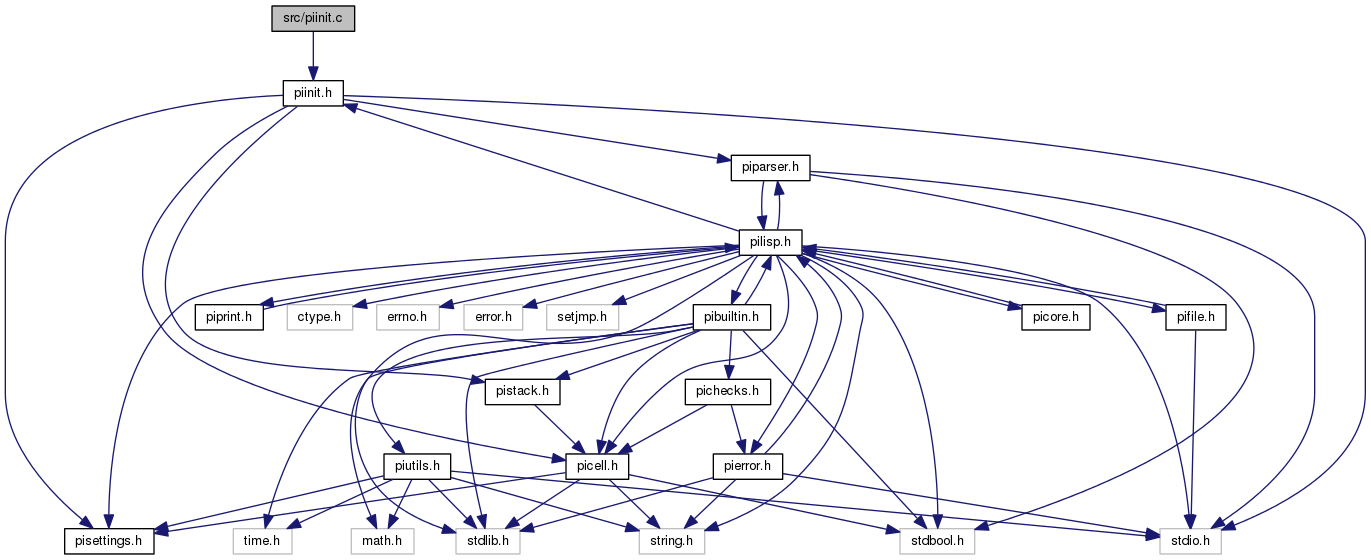 src/piinit.c
piinit.h
piparser.h
pilisp.h
piprint.h
ctype.h
errno.h
error.h
setjmp.h
pibuiltin.h
picore.h
pifile.h
pistack.h
pichecks.h
piutils.h
picell.h
pierror.h
pisettings.h
time.h
math.h
stdlib.h
string.h
stdbool.h
stdio.h